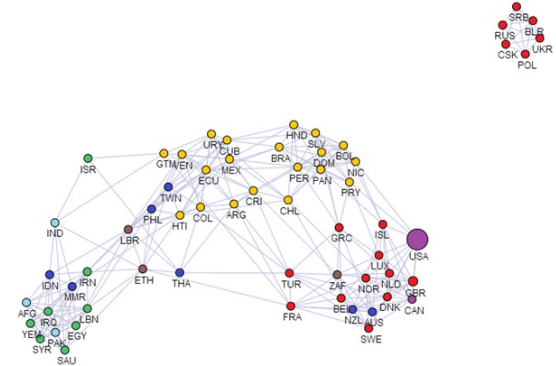 SRB
RUS
BLR
UKR
CSK
POL
HND
URY
CUB
SLV
BOL
BRA
DOM
GTM
VEN
MEX
NIC
ISR
ECU
PER
PAN
PRY
TWN
CRI
CHL
PHL
HTI
COL
ARG
IND
LBR
GRC
ISL
USA
LUX
IDN
IRN
ETH
THA
TUR
ZAF
NOR
NLD
GBR
MMR
AFG
IRQ
LBN
FRA
BEL
DNK
CAN
NZL
AUS
YEM
EGY
PAK
SYR
SWE
SAU